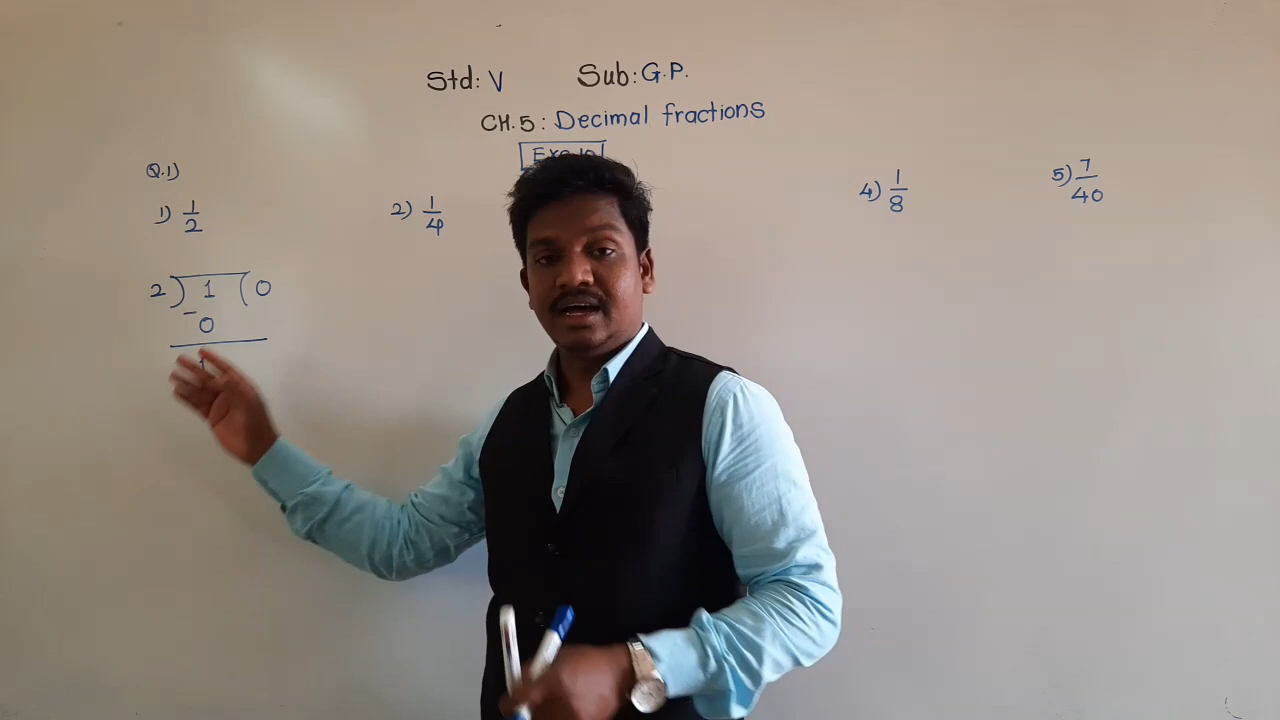 Std: V Sub: G.P.
CH.5: Decimal fractions
Q.1)
1) 1/2 2) 1/4 4) 1/8 5) 7/40
2 ) 1 ( 0
- 0
1